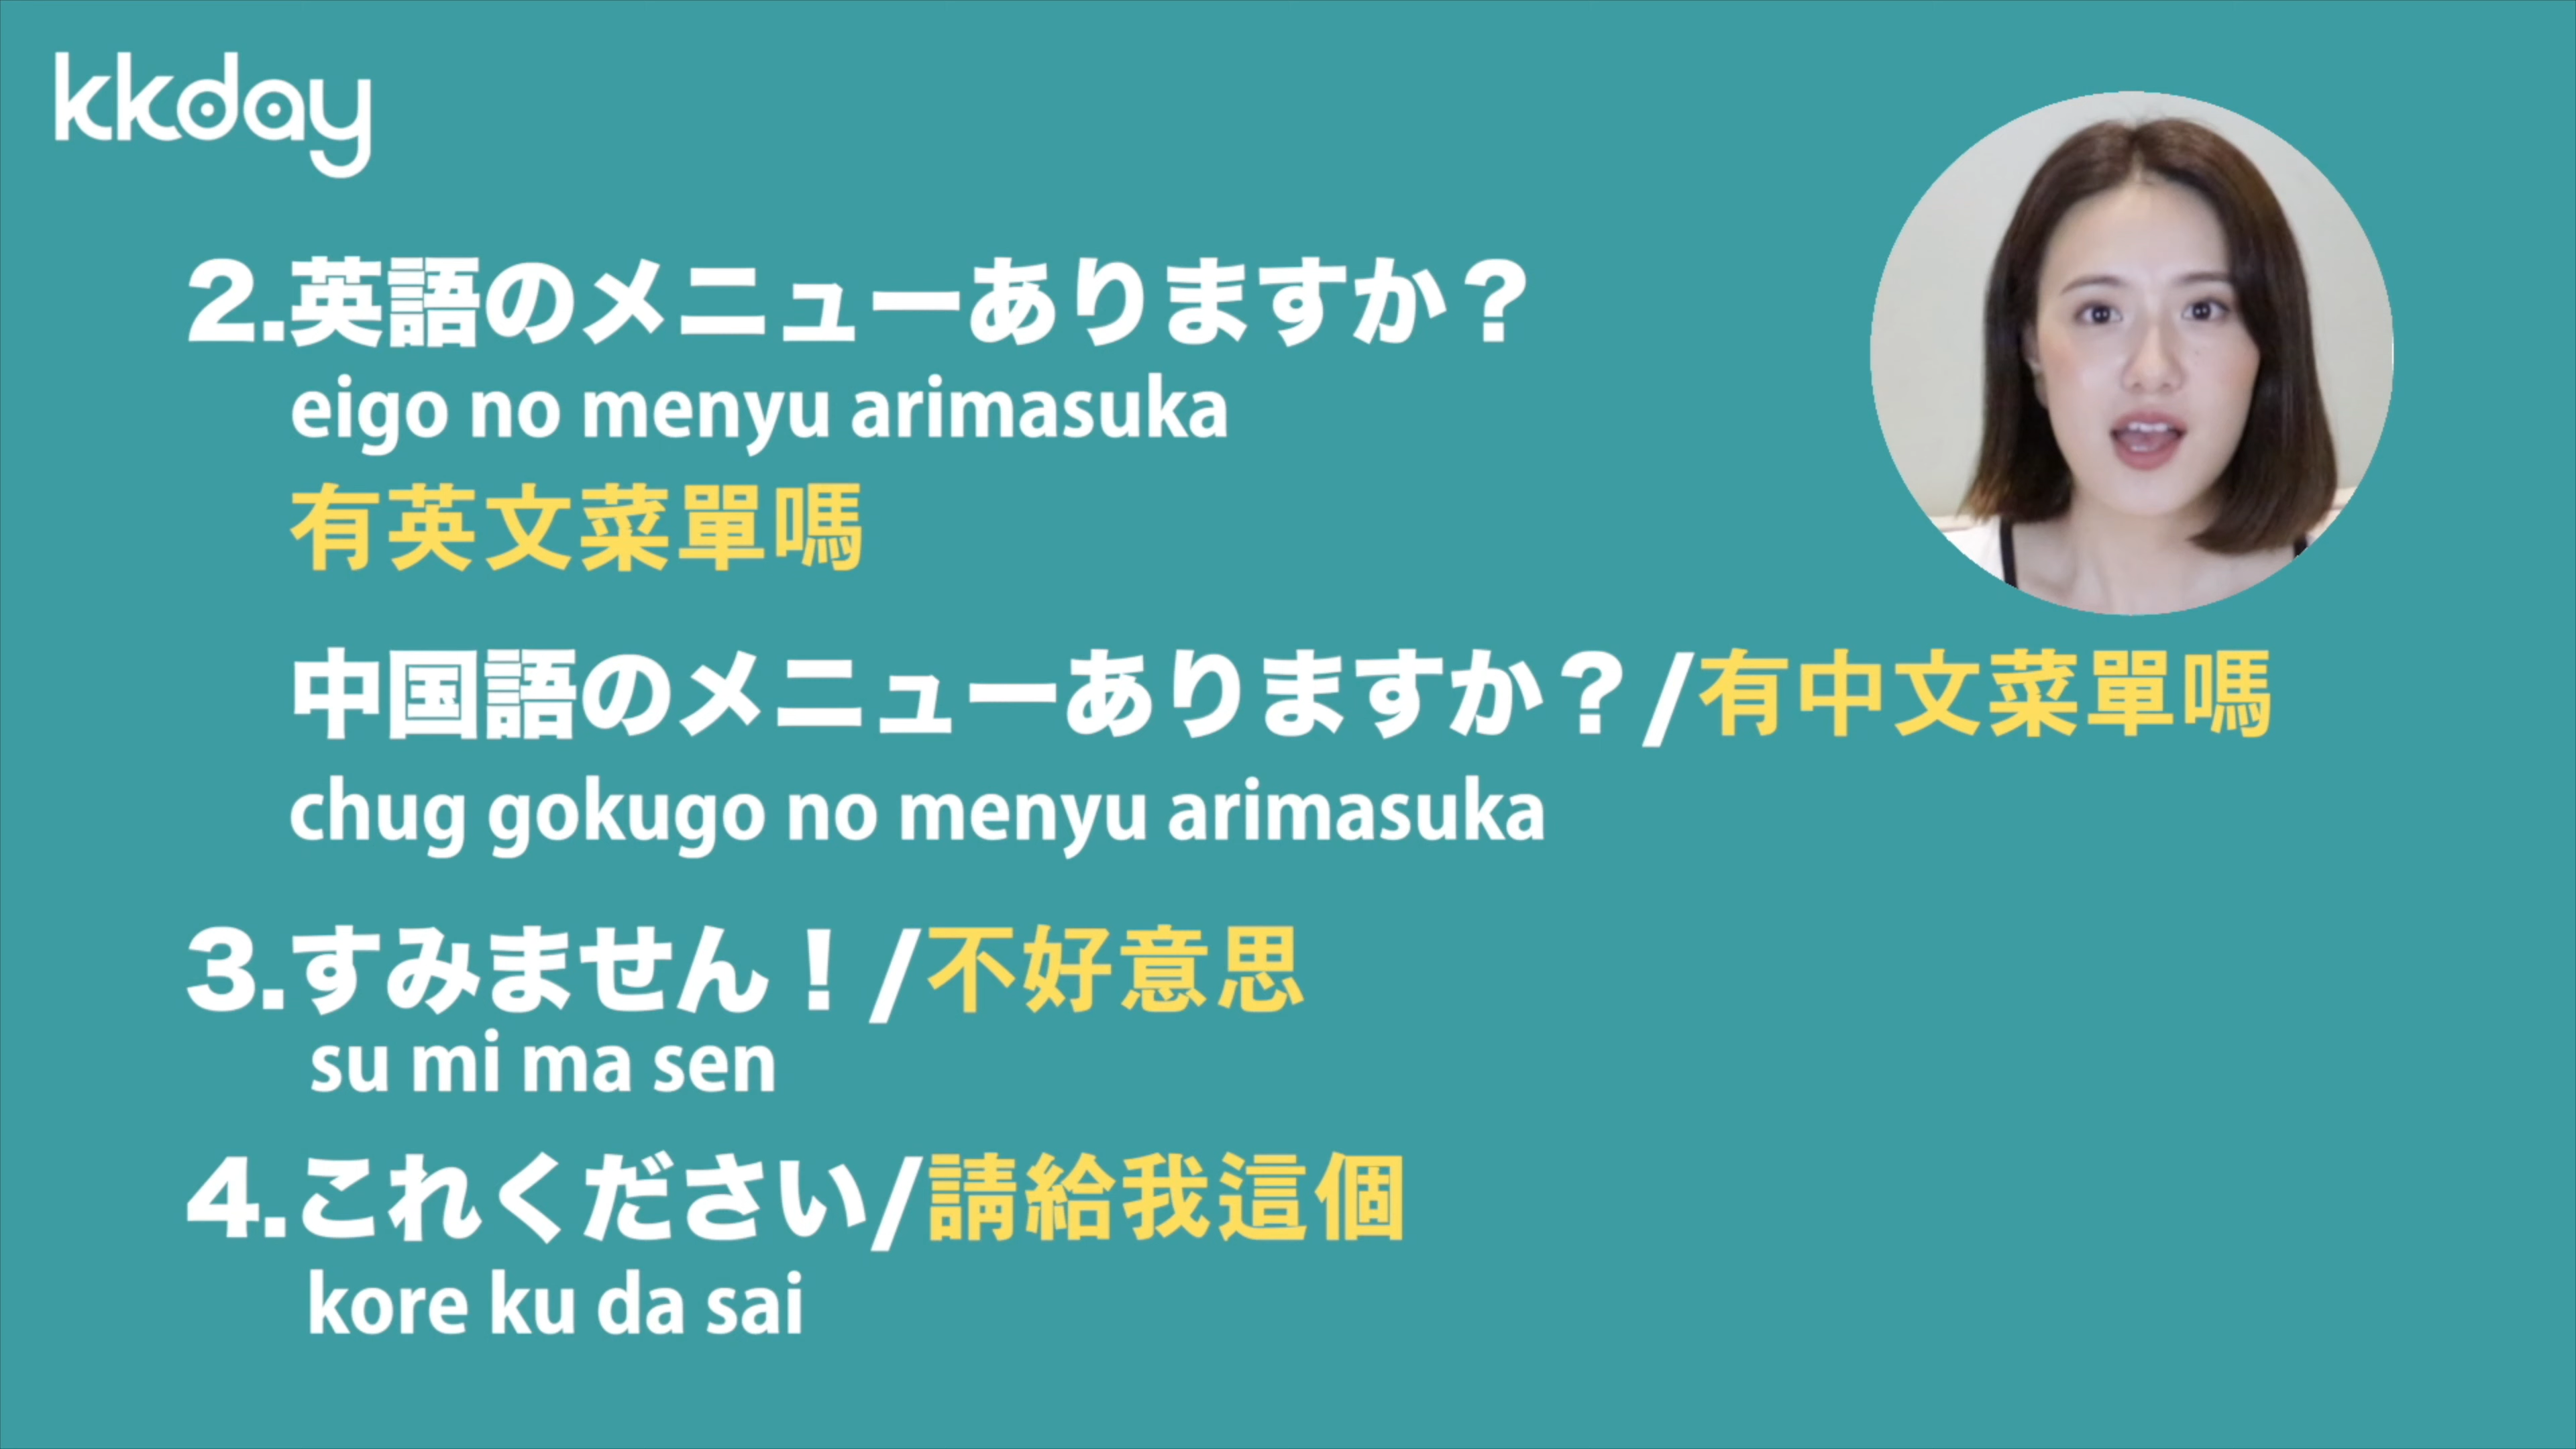 kkday
2.英語のメニューありますか？
eigo no menyu arimasuka
有英文菜單嗎
中国語のメニューありますか？/有中文菜單嗎
chug gokugo no menyu arimasuka
3.すみません！/不好意思
su mi ma sen
4.これください/請給我這個
kore ku da sai